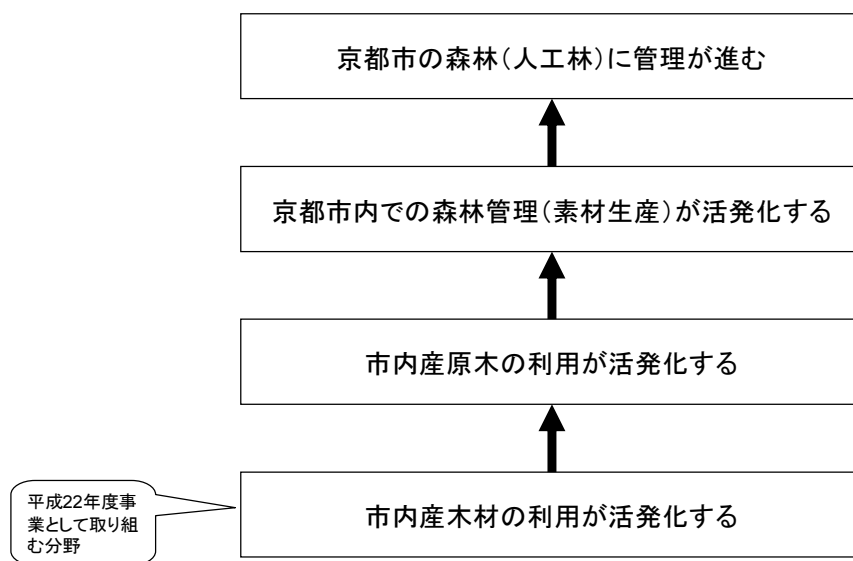 京都市の森林(人工林)に管理が進む
京都市内での森林管理(素材生産)が活発化する
市内産原木の利用が活発化する
平成22年度事
業として取り組
む分野
市内産木材の利用が活発化する